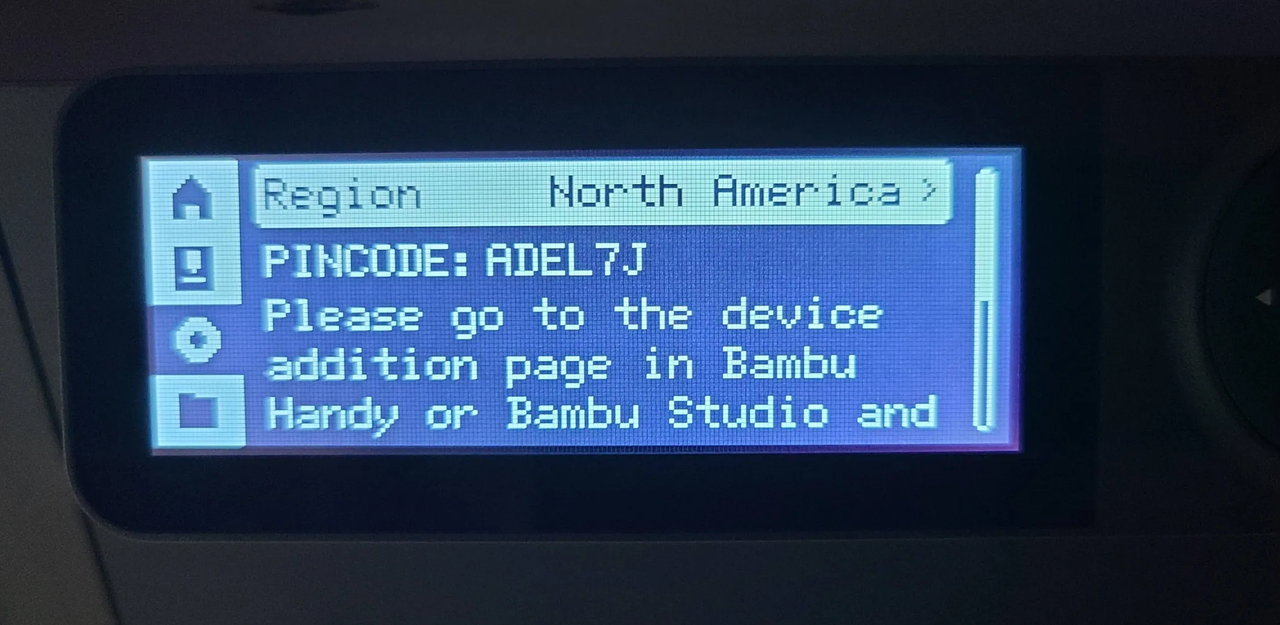 Region North America >
PINCODE: ADEL7J
Please go to the device
addition page in Bambu
Handy or Bambu Studio and